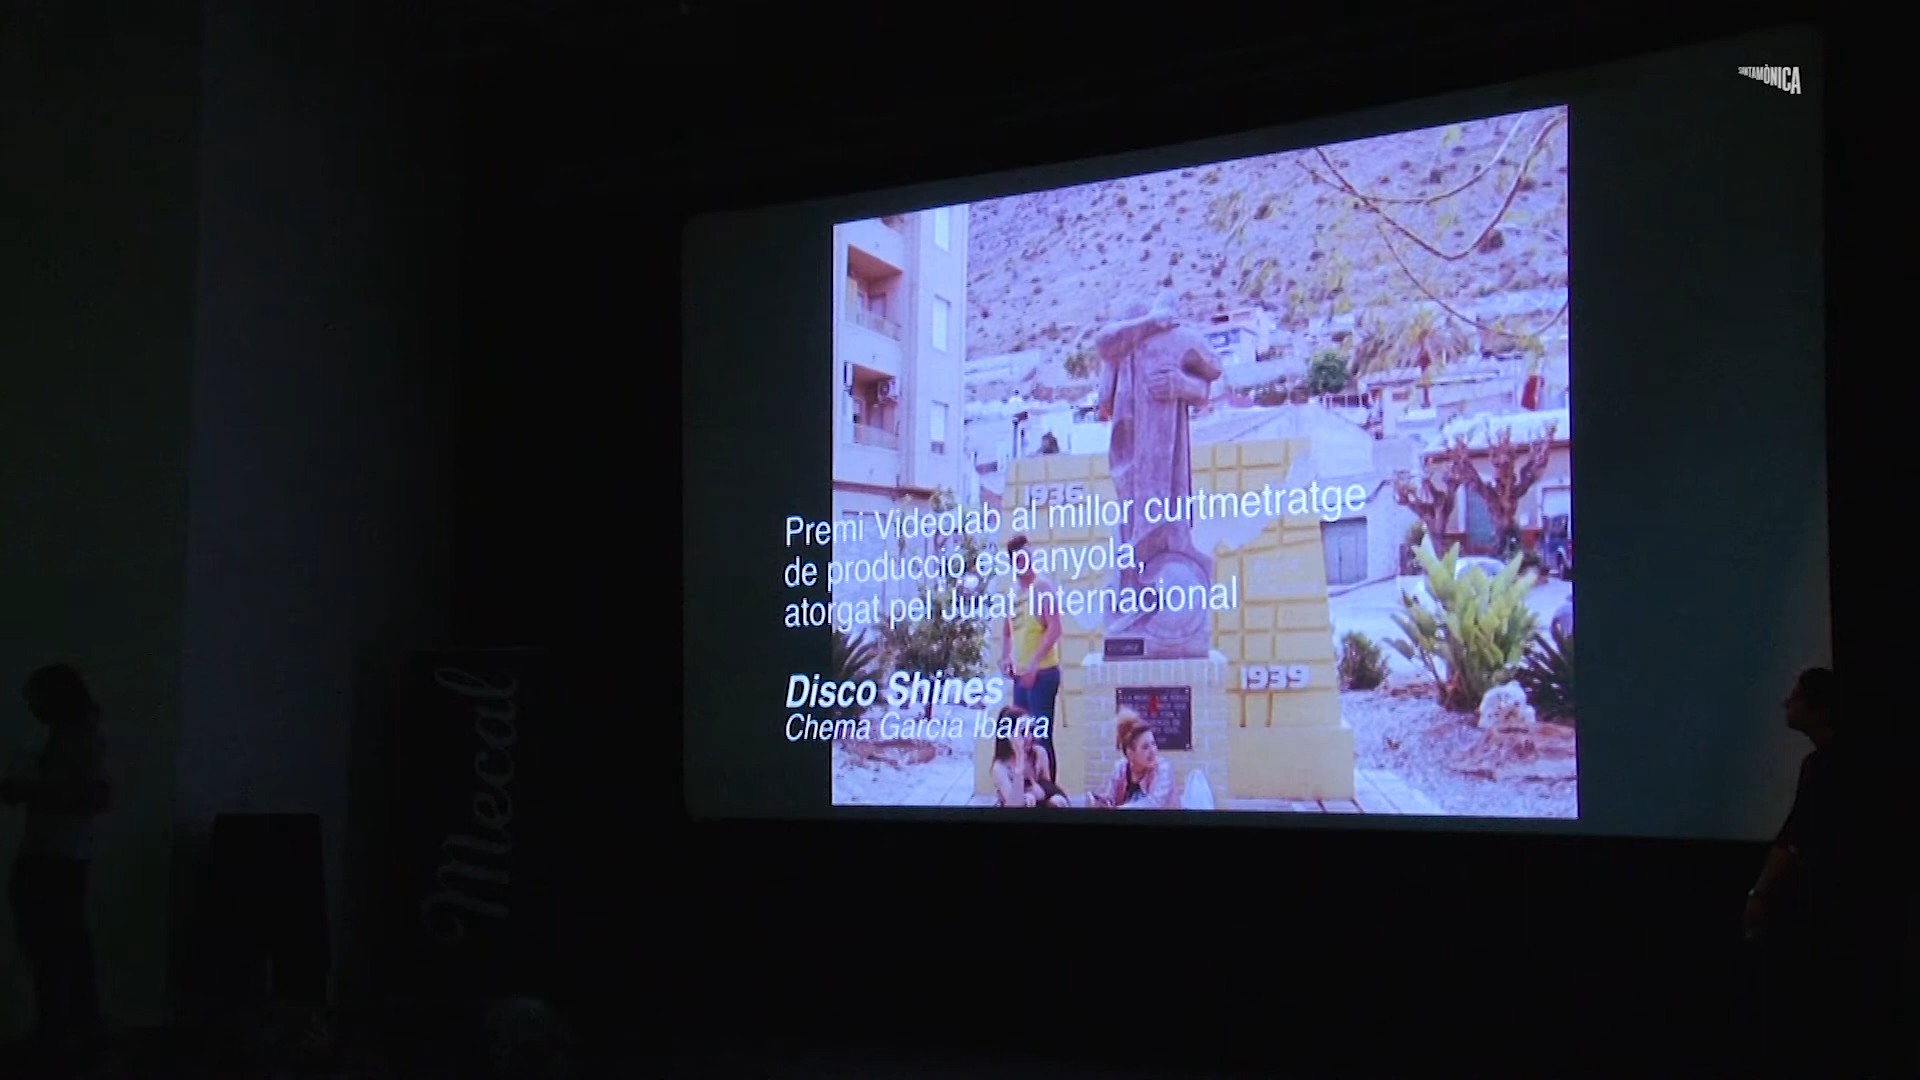 SANTAMÒNICA
1936
Premi Videolab al millor curtmetratge
de producció espanyola,
atorgat pel Jurat Internacional
1939
Disco Shines
Chema García Ibarra
Mecal